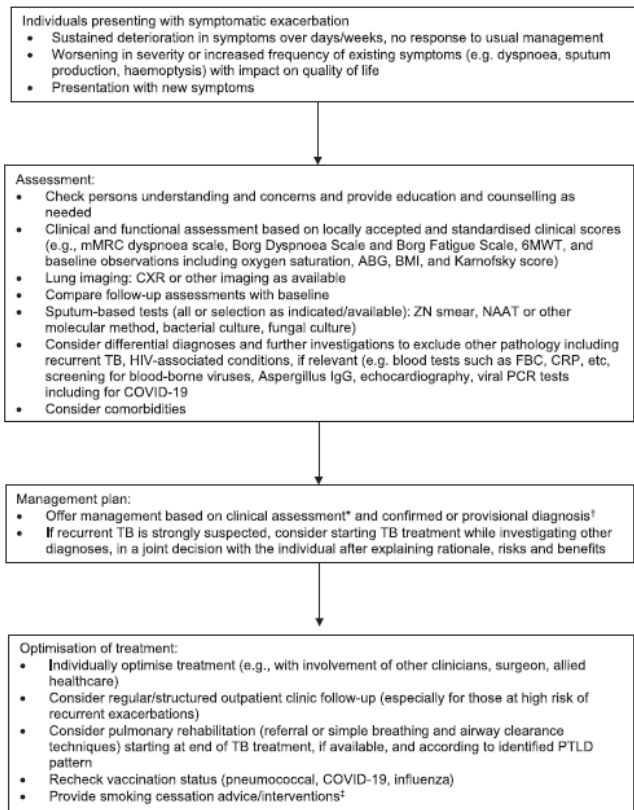 Individuals presenting with symptomatic exacerbation
• Sustained deterioration in symptoms over days/weeks, no response to usual management
• Worsening in severity or increased frequency of existing symptoms (e.g. dyspnoea, sputum
production, haemoptysis) with impact on quality of life
• Presentation with new symptoms
Assessment:
• Check persons understanding and concerns and provide education and counselling as
needed
• Clinical and functional assessment based on locally accepted and standardised clinical scores
(e.g., mMRC dyspnoea scale, Borg Dyspnoea Scale and Borg Fatigue Scale, 6MWT, and
baseline observations including oxygen saturation, ABG, BMI, and Karnofsky score)
• Lung imaging: CXR or other imaging as available
• Compare follow-up assessments with baseline
• Sputum-based tests (all or selection as indicated/available): ZN smear, NAAT or other
molecular method, bacterial culture, fungal culture)
• Consider differential diagnoses and further investigations to exclude other pathology including
recurrent TB, HIV-associated conditions, if relevant (e.g. blood tests such as FBC, CRP, etc,
screening for blood-borne viruses, Aspergillus IgG, echocardiography, viral PCR tests
including for COVID-19
• Consider comorbidities
Management plan:
• Offer management based on clinical assessment* and confirmed or provisional diagnosis†
• If recurrent TB is strongly suspected, consider starting TB treatment while investigating other
diagnoses, in a joint decision with the individual after explaining rationale, risks and benefits
Optimisation of treatment:
• Individually optimise treatment (e.g., with involvement of other clinicians, surgeon, allied
healthcare)
• Consider regular/structured outpatient clinic follow-up (especially for those at high risk of
recurrent exacerbations)
• Consider pulmonary rehabilitation (referral or simple breathing and airway clearance
techniques) starting at end of TB treatment, if available, and according to identified PTLD
pattern
• Recheck vaccination status (pneumococcal, COVID-19, influenza)
• Provide smoking cessation advice/interventions‡